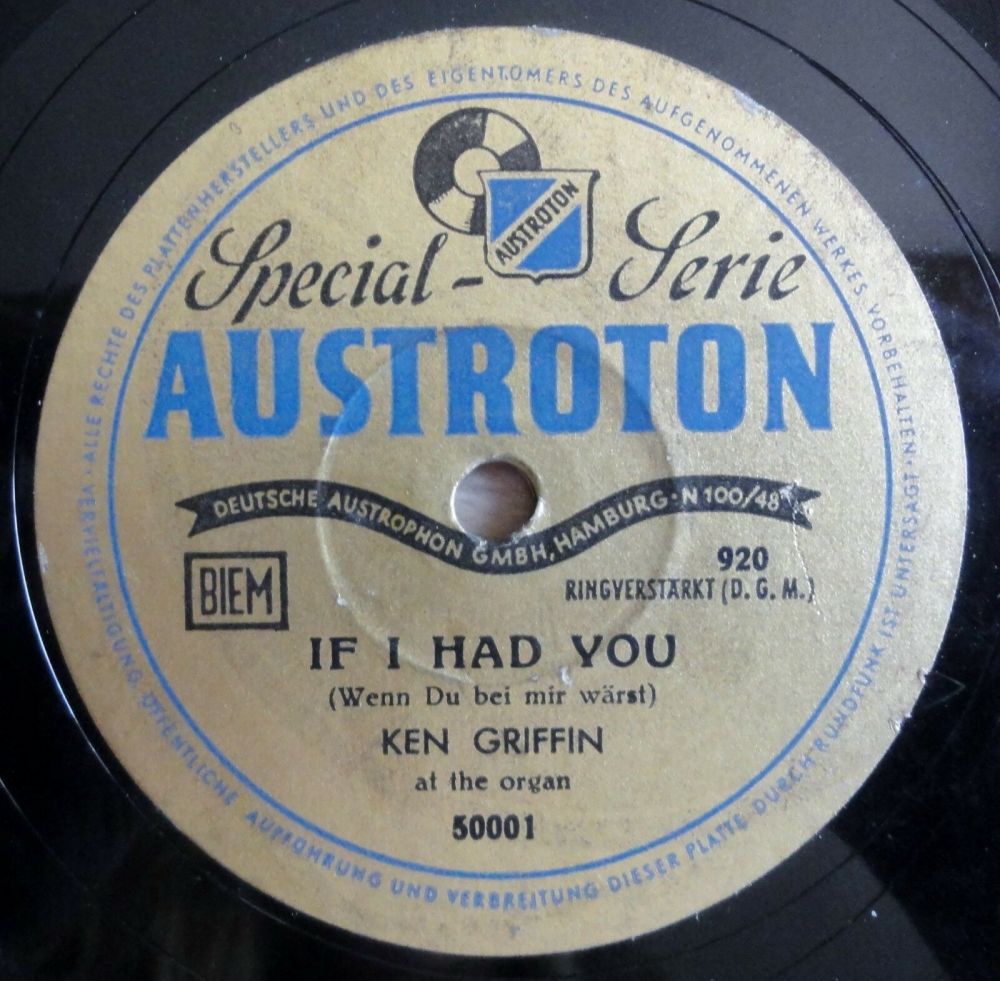 ALLE RECHTE DES PLATTENHERSTELLERS UND DES EIGENTÜMERS DES AUFGENOMMENEN WERKES VORBEHALTEN · VERVIELFÄLTIGUNG, ÖFFENTLICHE AUFFÜHRUNG UND VERBREITUNG DIESER PLATTE DURCH RUNDFUNK IST UNTERSAGT ·
AUSTROTON
Special - Serie
AUSTROTON
DEUTSCHE AUSTROPHON GMBH, HAMBURG · N 100/48
920
BIEM
RINGVERSTÄRKT (D. G. M.)
IF I HAD YOU
(Wenn Du bei mir wärst)
KEN GRIFFIN
at the organ
50001